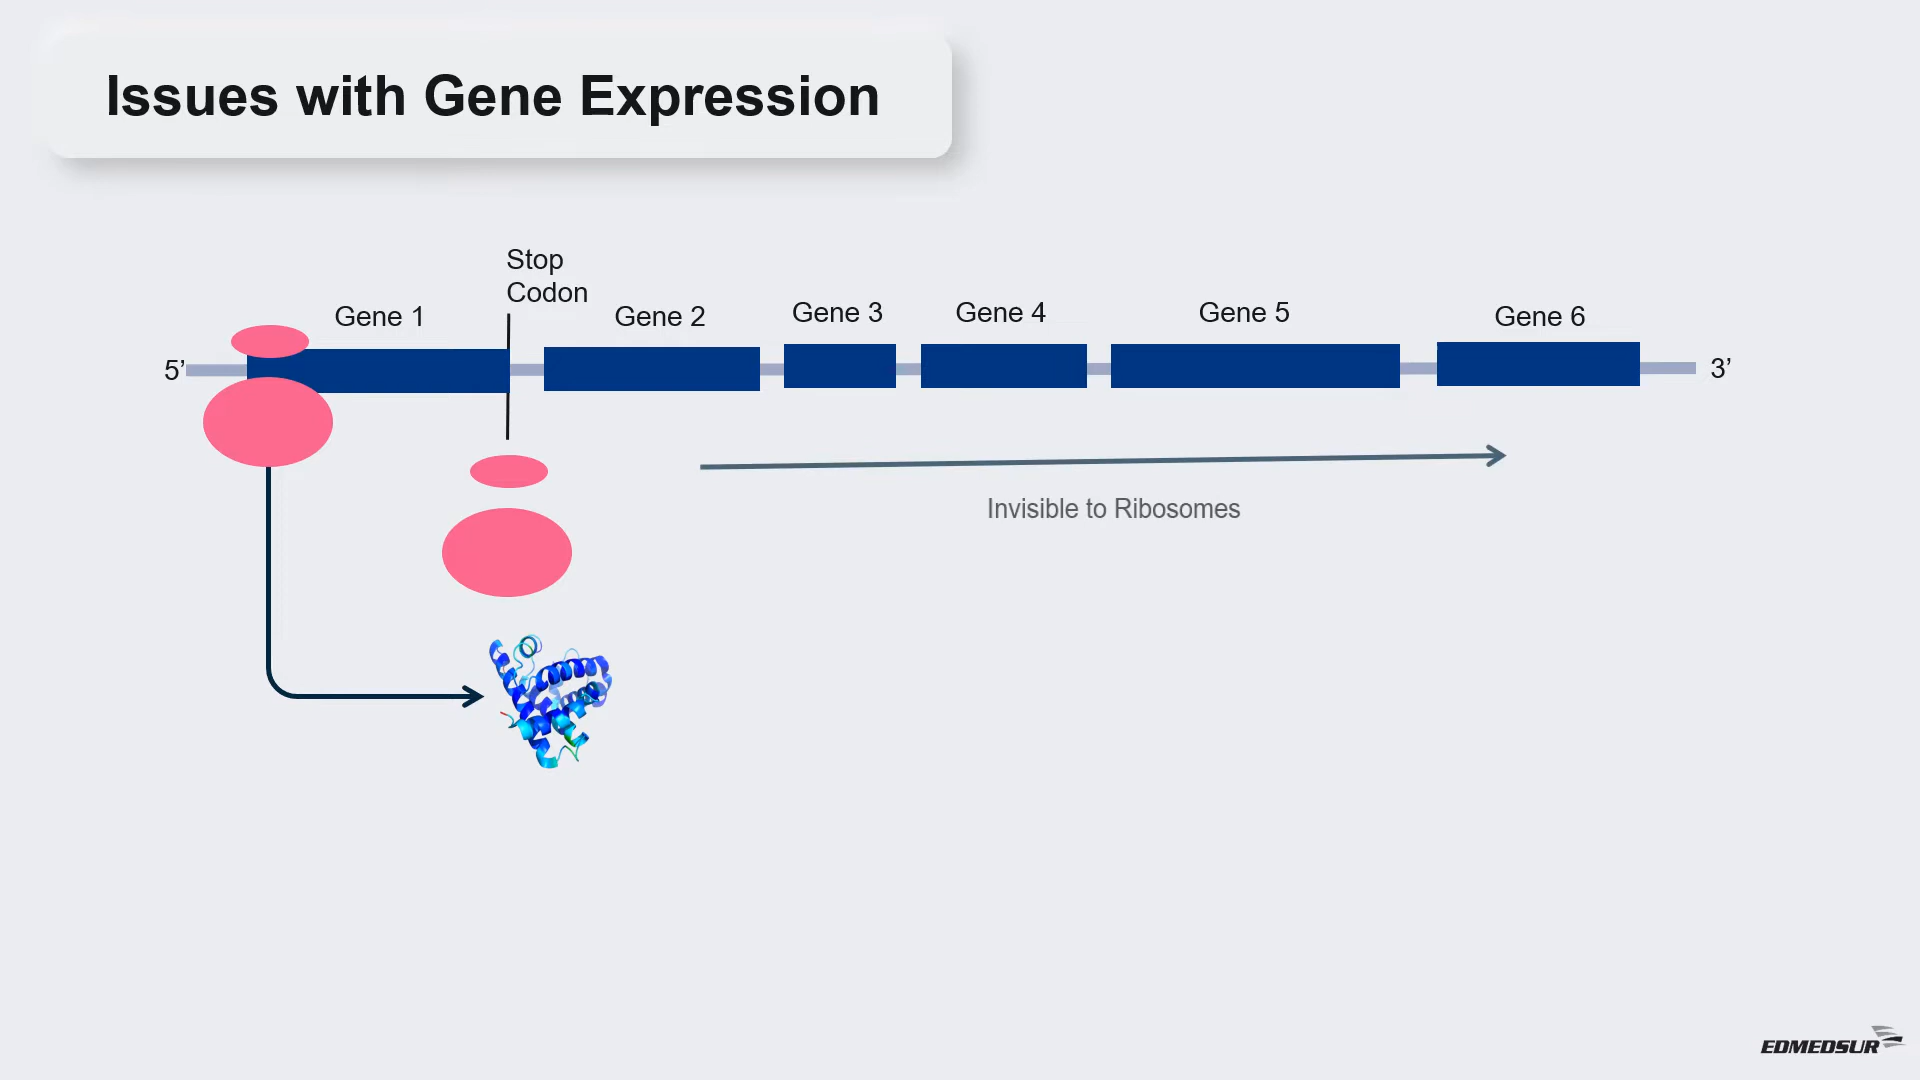 Issues with Gene Expression
Stop
Codon
Gene 1
Gene 2
Gene 3
Gene 4
Gene 5
Gene 6
5’
3’
Invisible to Ribosomes
EDMEDSUR